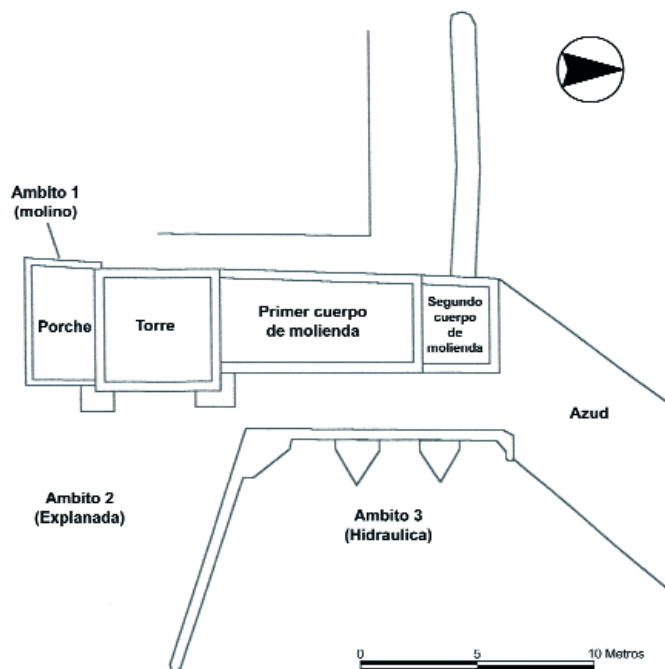 Ambito 1
(molino)
Porche
Torre
Primer cuerpo
de molienda
Segundo
cuerpo
de
molienda
Azud
Ambito 2
(Explanada)
Ambito 3
(Hidraulica)
0
5
10 Metros